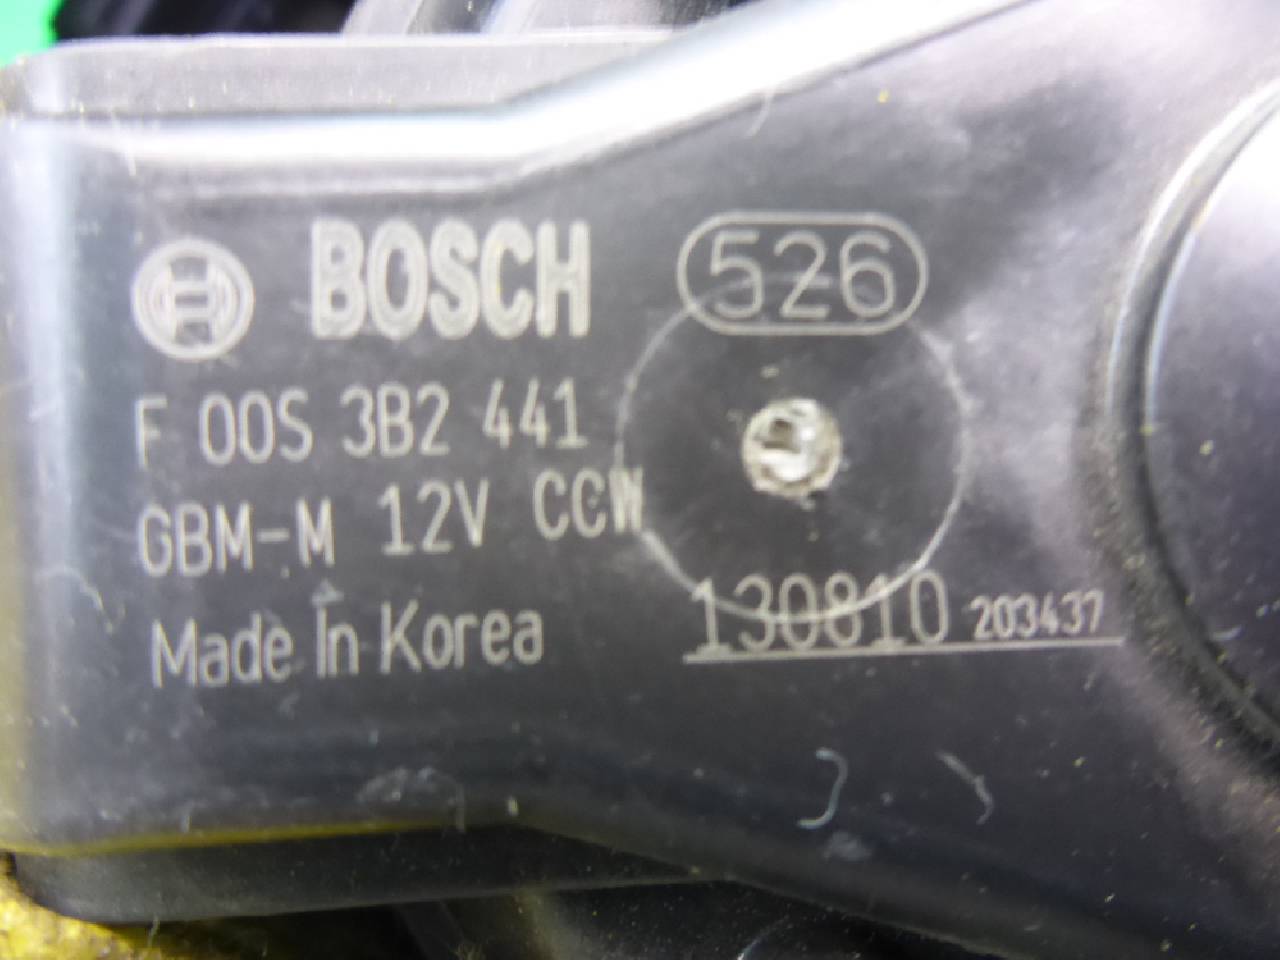 BOSCH 526
F 00S 3B2 441
GBM-M 12V CCW
Made in Korea 130810 203437